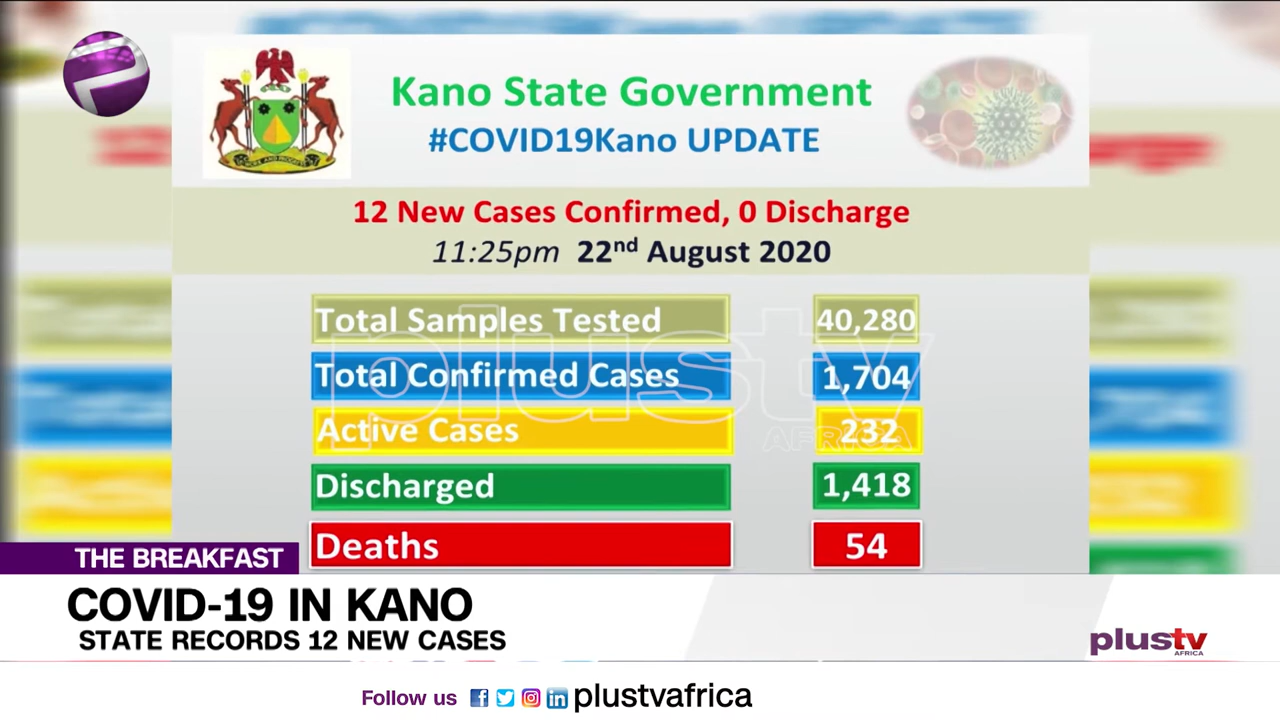 Kano State Government
#COVID19Kano UPDATE
12 New Cases Confirmed, 0 Discharge
11:25pm 22nd August 2020
Total Samples Tested 40,280
Total Confirmed Cases 1,704
Active Cases 232
Discharged 1,418
Deaths 54
plustv
AFRICA
THE BREAKFAST
COVID-19 IN KANO
STATE RECORDS 12 NEW CASES
plustv
AFRICA
Follow us plustvafrica